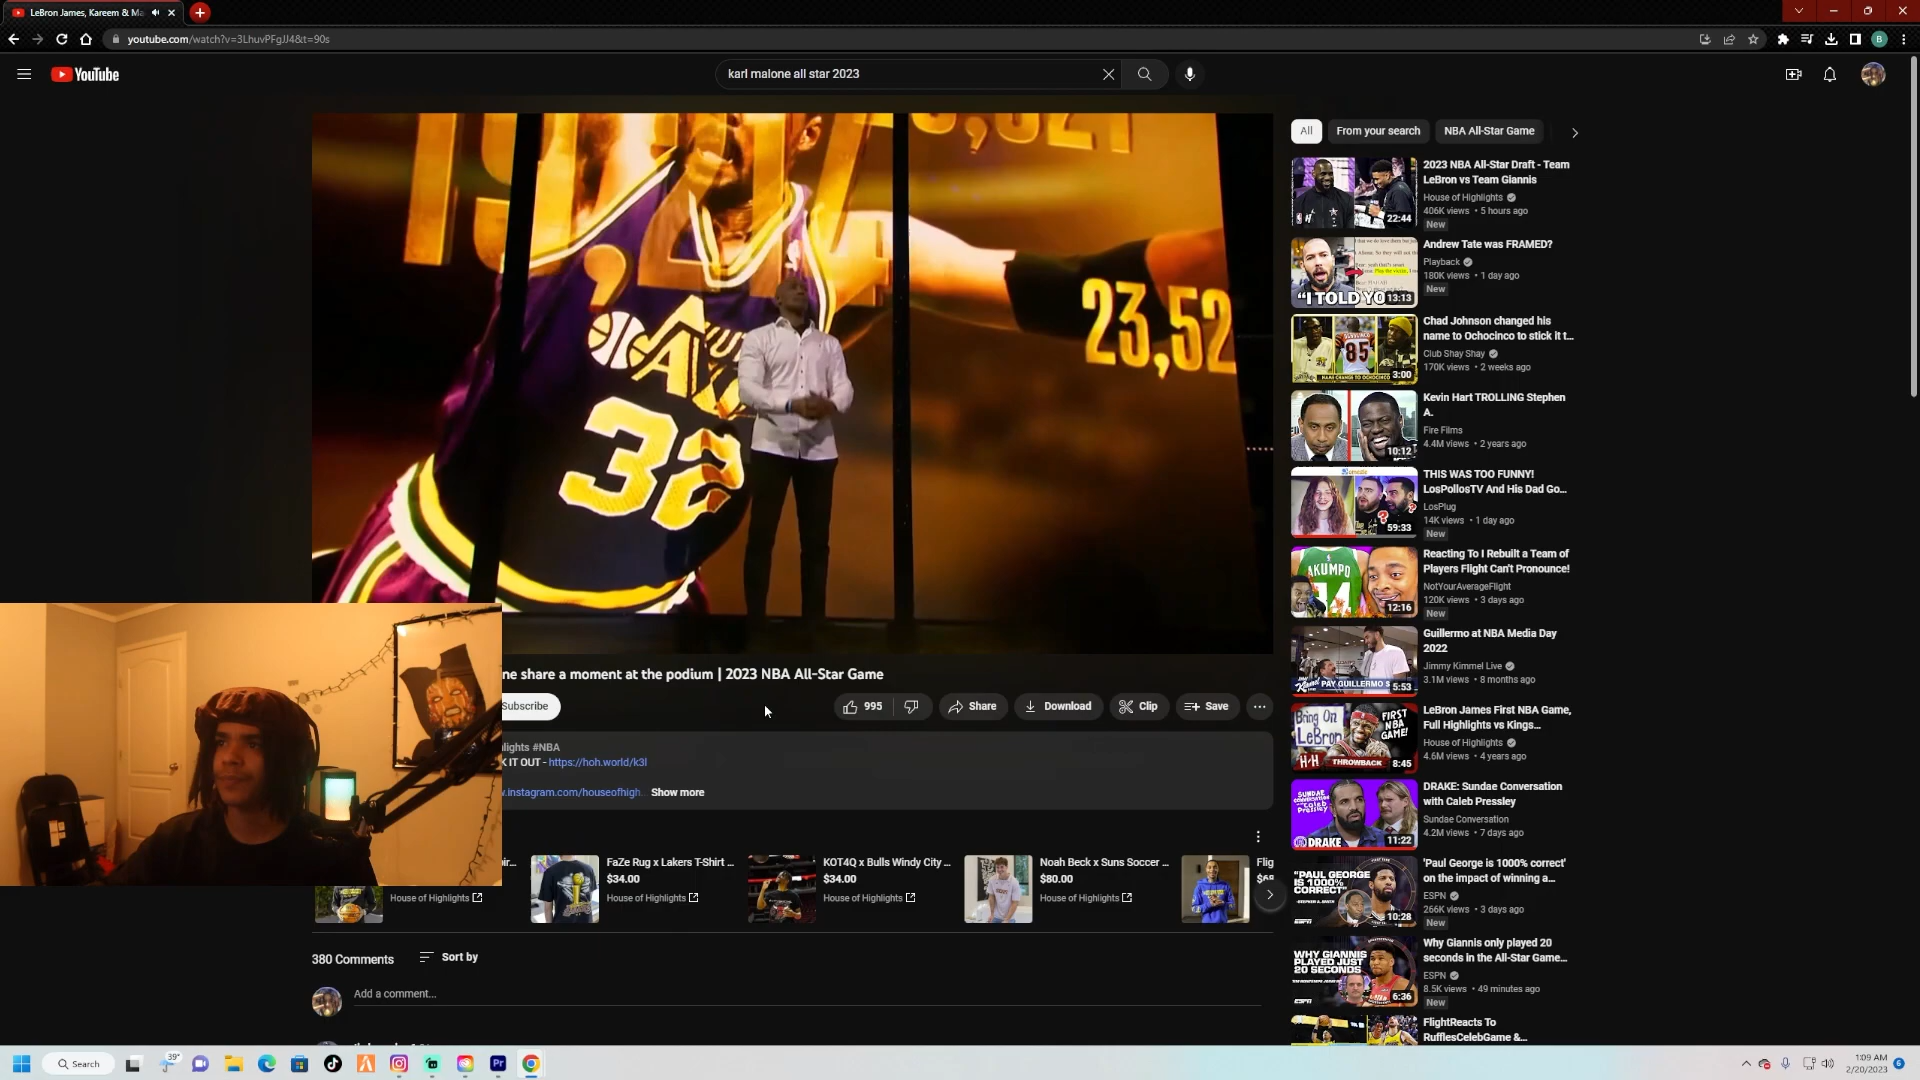 LeBron James, Kareem & Ma
youtube.com/watch?v=3LhuvPFgJJ4&t=90s
YouTube
karl malone all star 2023
23,52
32
ne share a moment at the podium | 2023 NBA All-Star Game
Subscribe
995
Share
Download
Clip
Save
hlights #NBA
K IT OUT - https://hoh.world/k3l
w.instagram.com/houseofhigh...
Show more
House of Highlights
FaZe Rug x Lakers T-Shirt ...
$34.00
House of Highlights
KOT4Q x Bulls Windy City ...
$34.00
House of Highlights
Noah Beck x Suns Soccer ...
$80.00
House of Highlights
Flig
380 Comments
Sort by
Add a comment...
All
From your search
NBA All-Star Game
22:44
2023 NBA All-Star Draft - Team
LeBron vs Team Giannis
House of Highlights
406K views • 5 hours ago
New
"I TOLD YO
13:13
Andrew Tate was FRAMED?
Playback
180K views • 1 day ago
New
85
3:00
Chad Johnson changed his
name to Ochocinco to stick it t...
Club Shay Shay
170K views • 2 weeks ago
10:12
Kevin Hart TROLLING Stephen
A.
Fire Films
4.4M views • 2 years ago
59:33
THIS WAS TOO FUNNY!
LosPollosTV And His Dad Go...
LosPlug
14K views • 1 day ago
New
AKUMPO
12:16
Reacting To I Rebuilt a Team of
Players Flight Can't Pronounce!
NotYourAverageFlight
120K views • 3 days ago
New
PAY GUILLERMO $
5:53
Guillermo at NBA Media Day
2022
Jimmy Kimmel Live
3.1M views • 8 months ago
Bring On
LeBron
FIRST
NBA
GAME!
THROWBACK
8:45
LeBron James First NBA Game,
Full Highlights vs Kings...
House of Highlights
4.6M views • 4 years ago
SUNDAE
CONVERSATION
DRAKE
11:22
DRAKE: Sundae Conversation
with Caleb Pressley
Sundae Conversation
4.2M views • 7 days ago
"PAUL GEORGE
IS 1000%
CORRECT"
10:28
'Paul George is 1000% correct'
on the impact of winning a...
ESPN
266K views • 3 days ago
New
WHY GIANNIS
PLAYED JUST
20 SECONDS
6:36
Why Giannis only played 20
seconds in the All-Star Game...
ESPN
8.5K views • 49 minutes ago
New
FlightReacts To
RufflesCelebGame &...
Search
39°
1:09 AM
2/20/2023